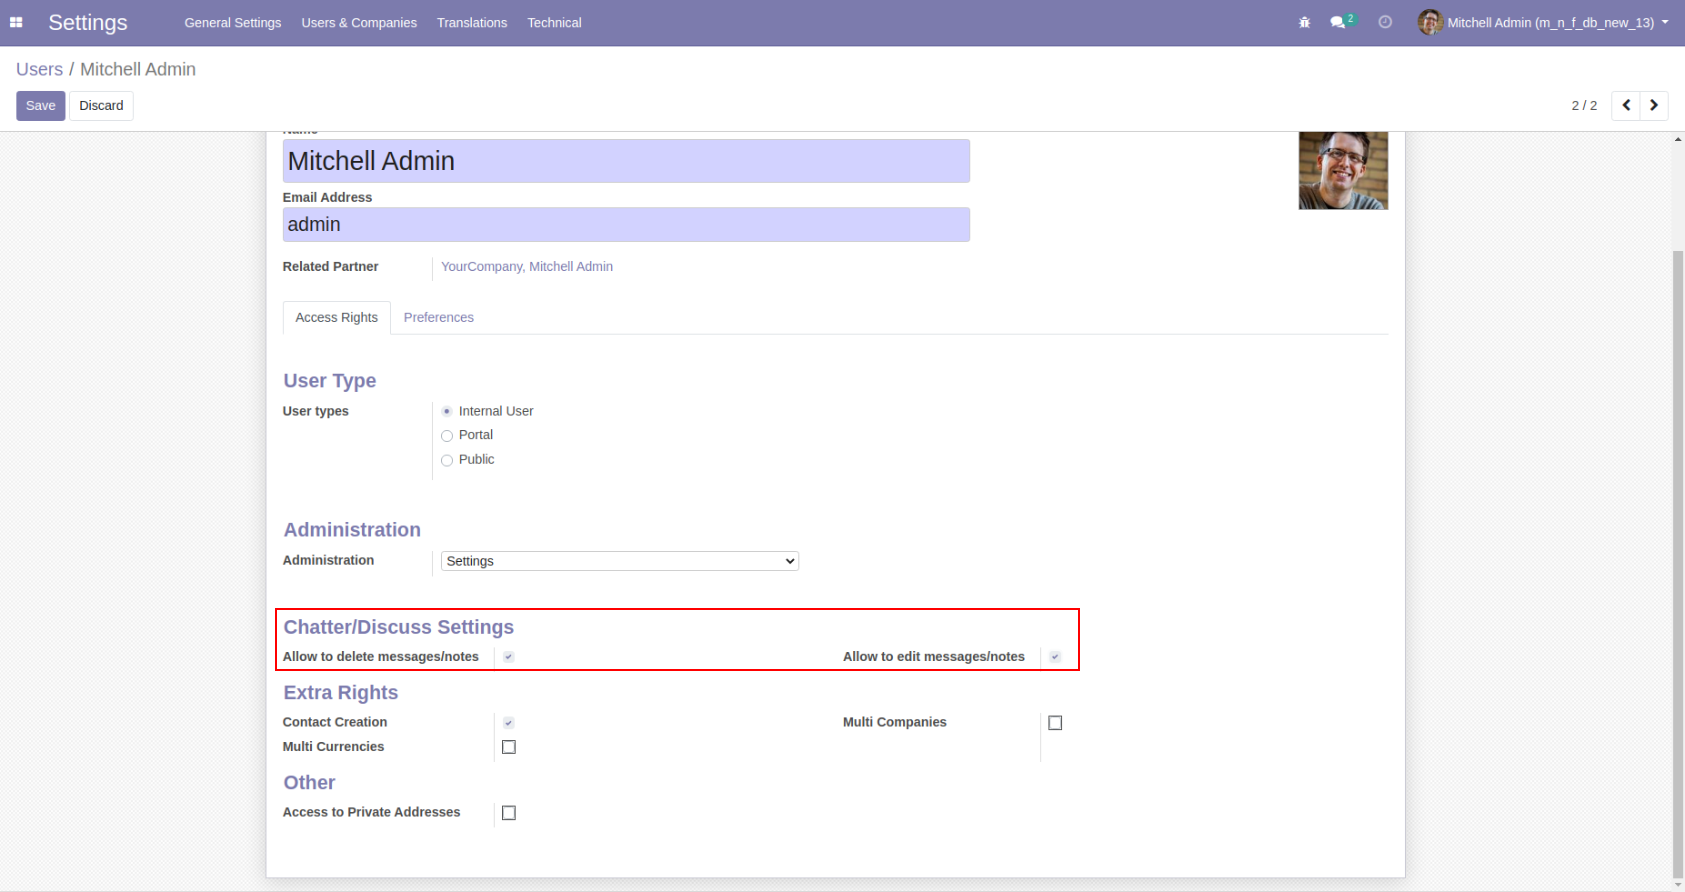 Settings General Settings Users & Companies Translations Technical 2 Mitchell Admin (m_n_f_db_new_13)
Users / Mitchell Admin
Save Discard 2 / 2
Name
Mitchell Admin
Email Address
admin
Related Partner YourCompany, Mitchell Admin
Access Rights Preferences
User Type
User types Internal User
Portal
Public
Administration
Administration Settings
Chatter/Discuss Settings
Allow to delete messages/notes Allow to edit messages/notes
Extra Rights
Contact Creation Multi Companies
Multi Currencies
Other
Access to Private Addresses